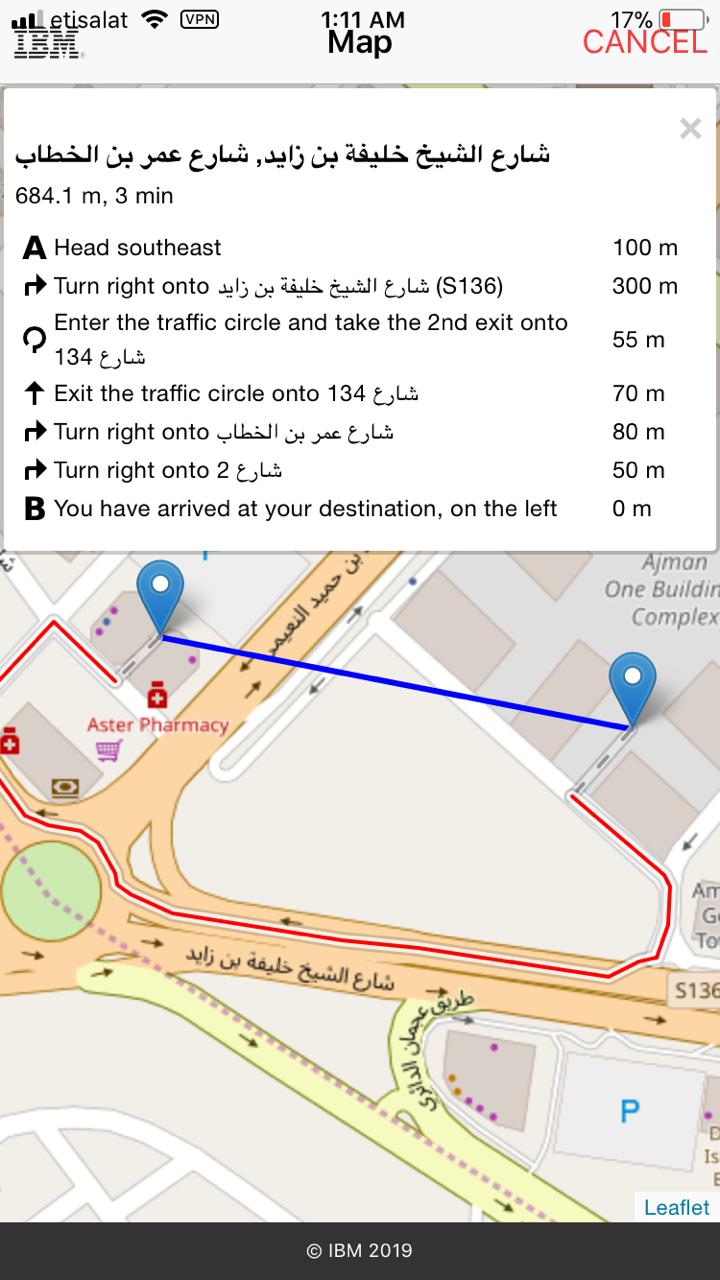 etisalat VPN 1:11 AM 17%
IBM Map CANCEL
×
شارع الشيخ خليفة بن زايد, شارع عمر بن الخطاب
684.1 m, 3 min
A Head southeast 100 m
Turn right onto شارع الشيخ خليفة بن زايد (S136) 300 m
Enter the traffic circle and take the 2nd exit onto
شارع 134 55 m
Exit the traffic circle onto شارع 134 70 m
Turn right onto شارع عمر بن الخطاب 80 m
Turn right onto شارع 2 50 m
B You have arrived at your destination, on the left 0 m
بن حميد النعيمي
Ajman
One Buildin
Complex
Aster Pharmacy
Am
G
To
شارع الشيخ خليفة بن زايد
S136
طريق عجمان الدائري
P
D
Is
E
Leaflet
© IBM 2019